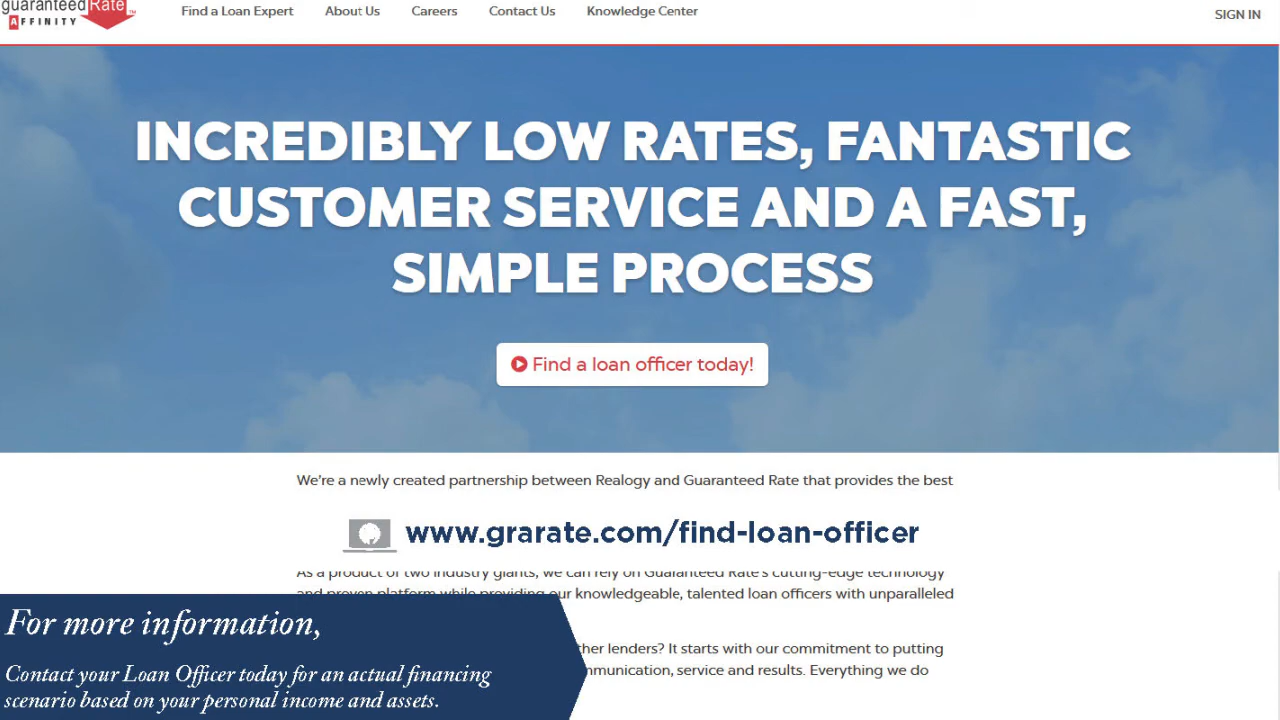 guaranteed Rate
AFFINITY
Find a Loan Expert About Us Careers Contact Us Knowledge Center
SIGN IN
INCREDIBLY LOW RATES, FANTASTIC
CUSTOMER SERVICE AND A FAST,
SIMPLE PROCESS
Find a loan officer today!
We're a newly created partnership between Realogy and Guaranteed Rate that provides the best
www.grarate.com/find-loan-officer
As a product of two industry giants, we can rely on Guaranteed Rate's cutting-edge technology
and proven platform while providing our knowledgeable, talented loan officers with unparalleled
For more information,
lenders? It starts with our commitment to putting
service and results. Everything we do
Contact your Loan Officer today for an actual financing
scenario based on your personal income and assets.